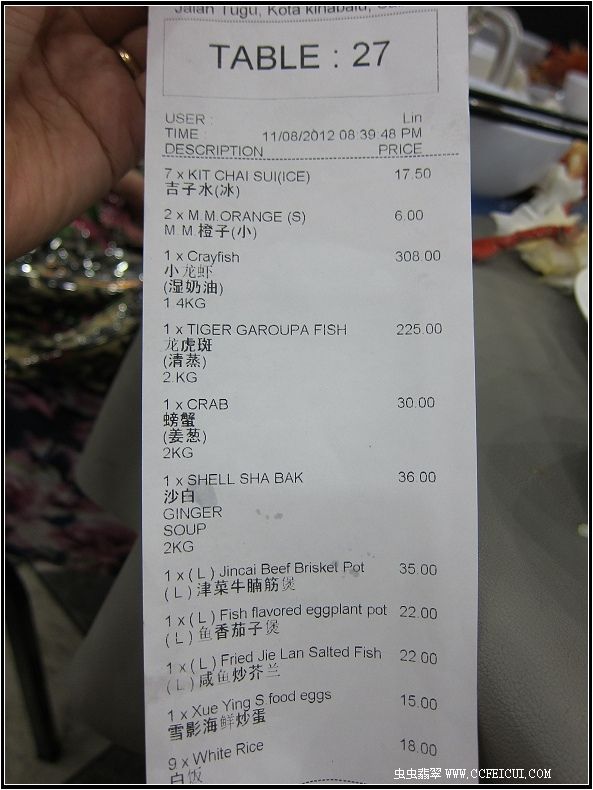 Jalan Tugu, Kota kinabalu,
TABLE : 27
USER : Lin
TIME : 11/08/2012 08:39:48 PM
DESCRIPTION PRICE
7 x KIT CHAI SUI(ICE) 17.50
吉子水(冰)
2 x M.M.ORANGE (S) 6.00
M.M.橙子(小)
1 x Crayfish 308.00
小龙虾
(湿奶油)
1.4KG
1 x TIGER GAROUPA FISH 225.00
龙虎斑
(清蒸)
2.KG
1 x CRAB 30.00
螃蟹
(姜葱)
2KG
1 x SHELL SHA BAK 36.00
沙白
GINGER
SOUP
2KG
1 x ( L ) Jincai Beef Brisket Pot 35.00
( L ) 津菜牛腩筋煲
1 x ( L ) Fish flavored eggplant pot 22.00
( L ) 鱼香茄子煲
1 x ( L ) Fried Jie Lan Salted Fish 22.00
( L ) 咸鱼炒芥兰
1 x Xue Ying S.food eggs 15.00
雪影海鲜炒蛋
9 x White Rice 18.00
白饭
虫虫翡翠 WWW.CCFEICUI.COM